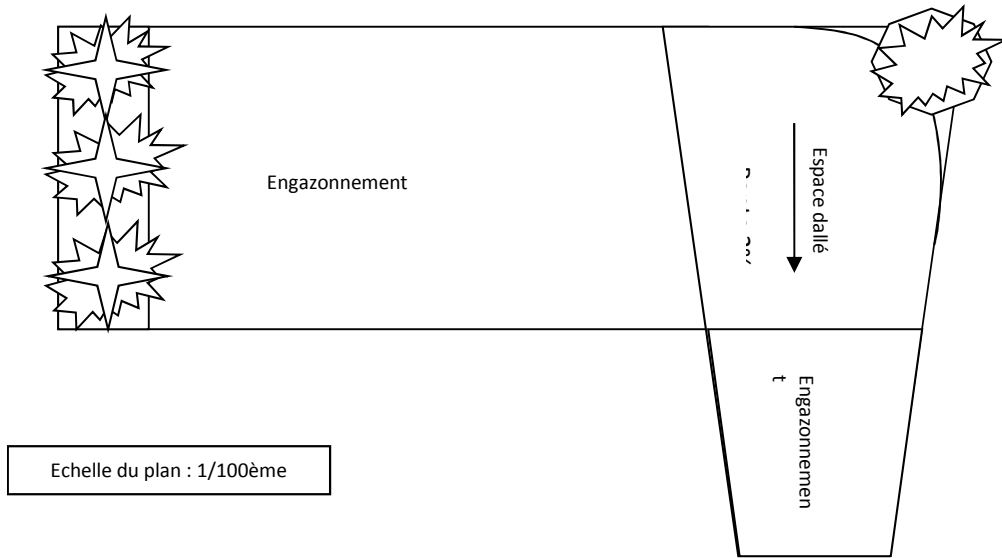 Engazonnement
Espace dallé
Engazonnemen
t
Echelle du plan : 1/100ème